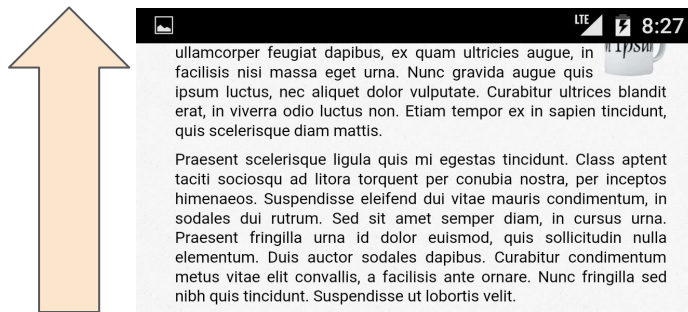 LTE 8:27
n Ipsum
ullamcorper feugiat dapibus, ex quam ultricies augue, in
facilisis nisi massa eget urna. Nunc gravida augue quis
ipsum luctus, nec aliquet dolor vulputate. Curabitur ultrices blandit
erat, in viverra odio luctus non. Etiam tempor ex in sapien tincidunt,
quis scelerisque diam mattis.
Praesent scelerisque ligula quis mi egestas tincidunt. Class aptent
taciti sociosqu ad litora torquent per conubia nostra, per inceptos
himenaeos. Suspendisse eleifend dui vitae mauris condimentum, in
sodales dui rutrum. Sed sit amet semper diam, in cursus urna.
Praesent fringilla urna id dolor euismod, quis sollicitudin nulla
elementum. Duis auctor sodales dapibus. Curabitur condimentum
metus vitae elit convallis, a facilisis ante ornare. Nunc fringilla sed
nibh quis tincidunt. Suspendisse ut lobortis velit.